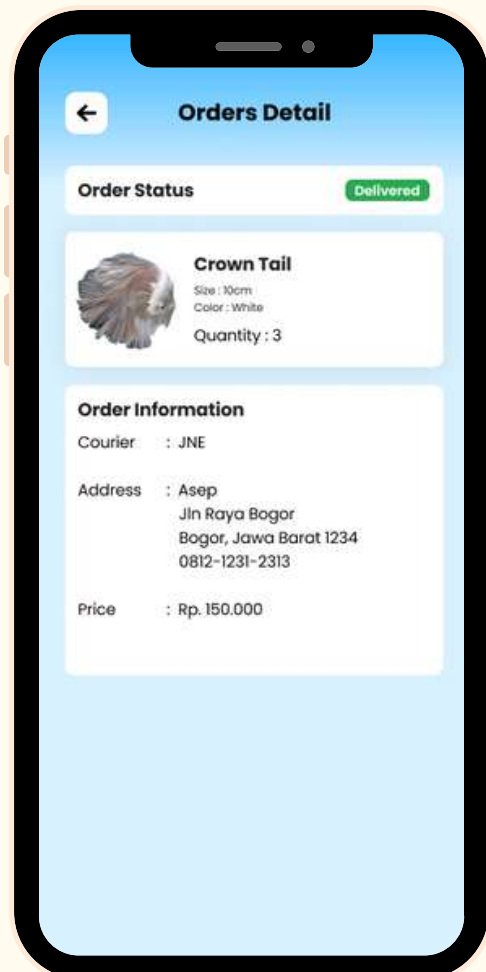 Orders Detail
Order Status Delivered
Crown Tail
Size : 10cm
Color : White
Quantity : 3
Order Information
Courier : JNE
Address : Asep
Jln Raya Bogor
Bogor, Jawa Barat 1234
0812-1231-2313
Price : Rp. 150.000